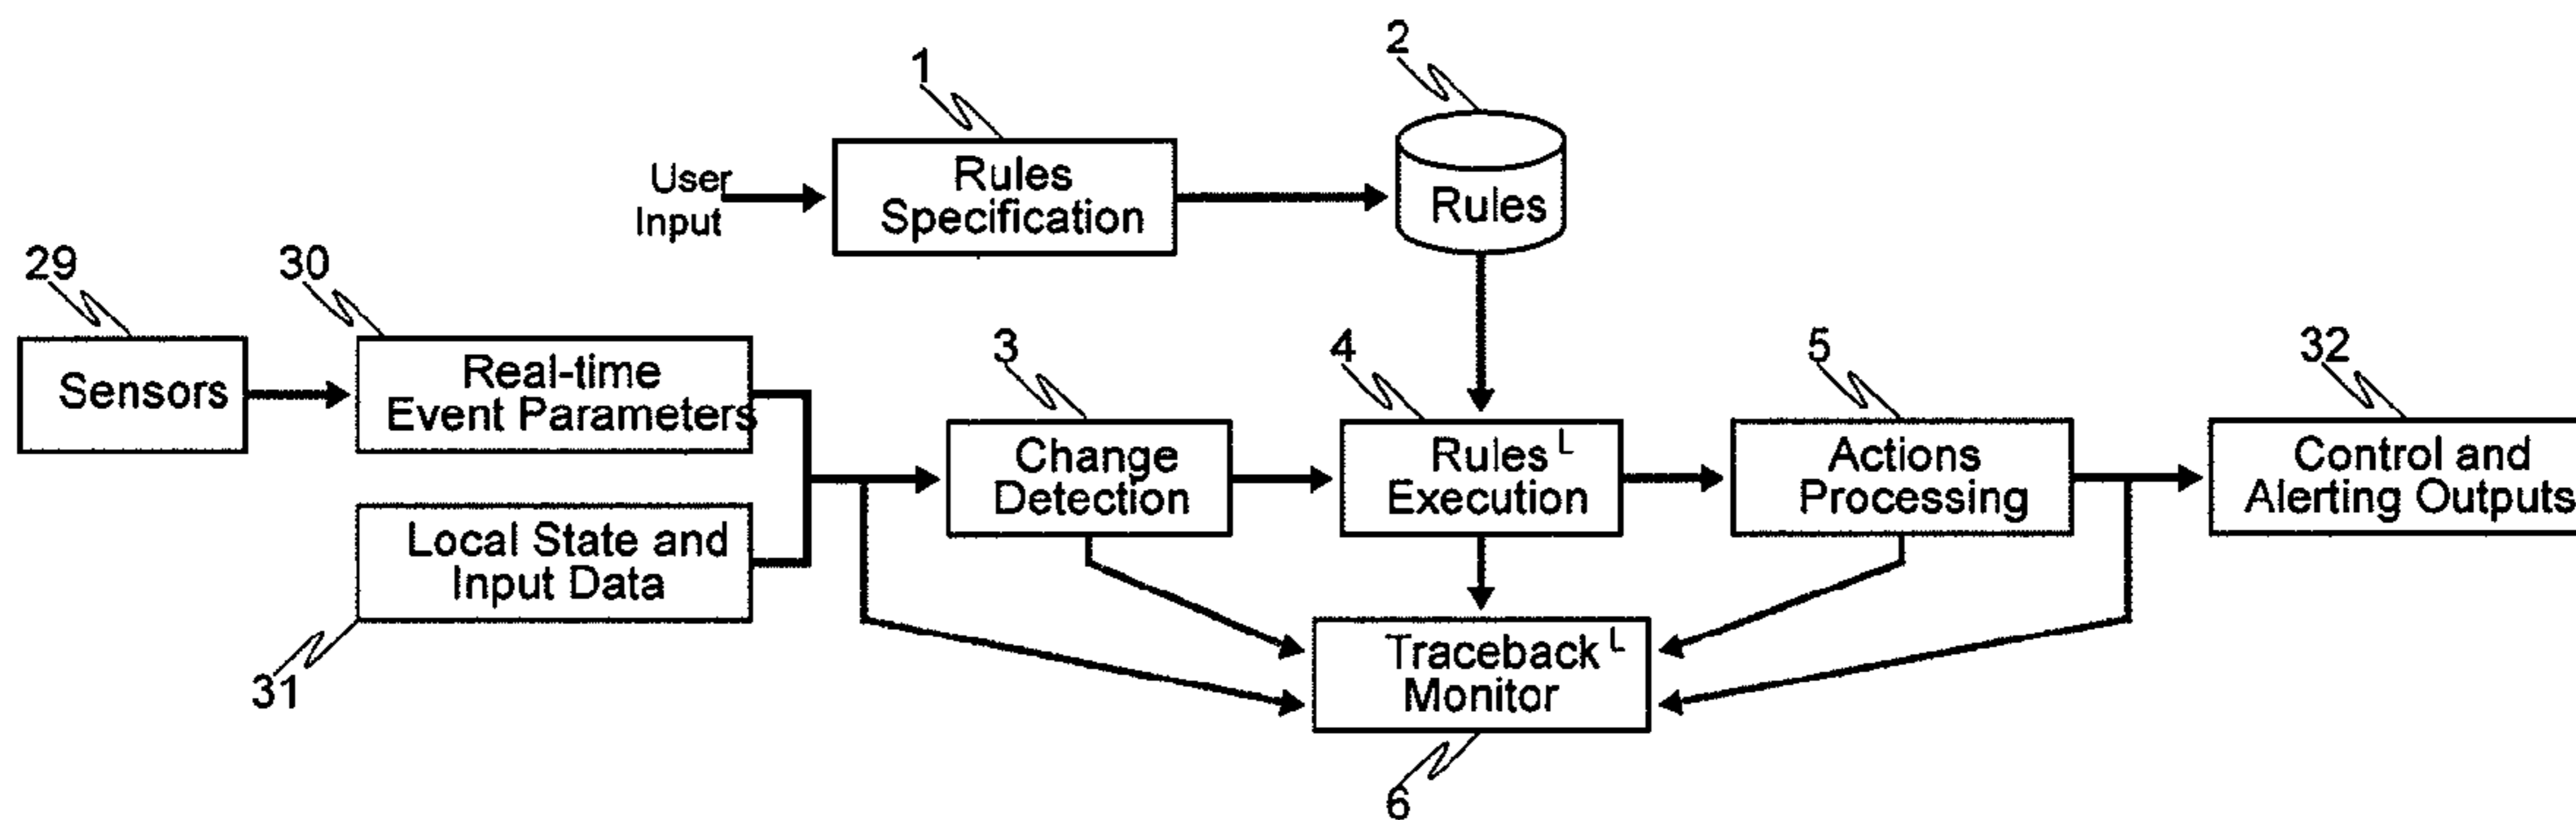 2
1
User
Input
Rules
Specification
Rules
29
30
Sensors
Real-time
Event Parameters
3
4
5
32
Change
Detection
Rules L
Execution
Actions
Processing
Control and
Alerting Outputs
Local State and
Input Data
31
Traceback L
Monitor
6